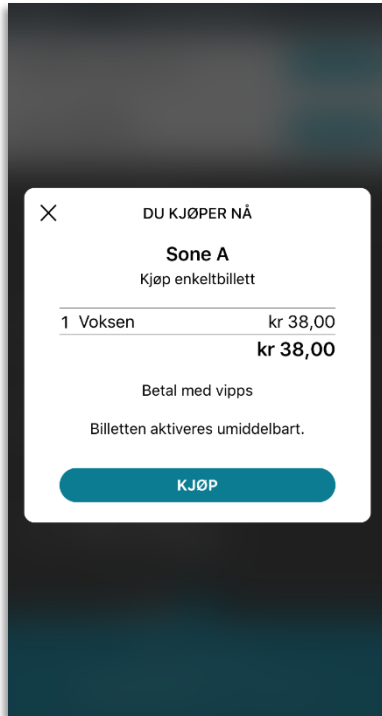 DU KJØPER NÅ
Sone A
Kjøp enkeltbillett
1 Voksen kr 38,00
kr 38,00
Betal med vipps
Billetten aktiveres umiddelbart.
KJØP